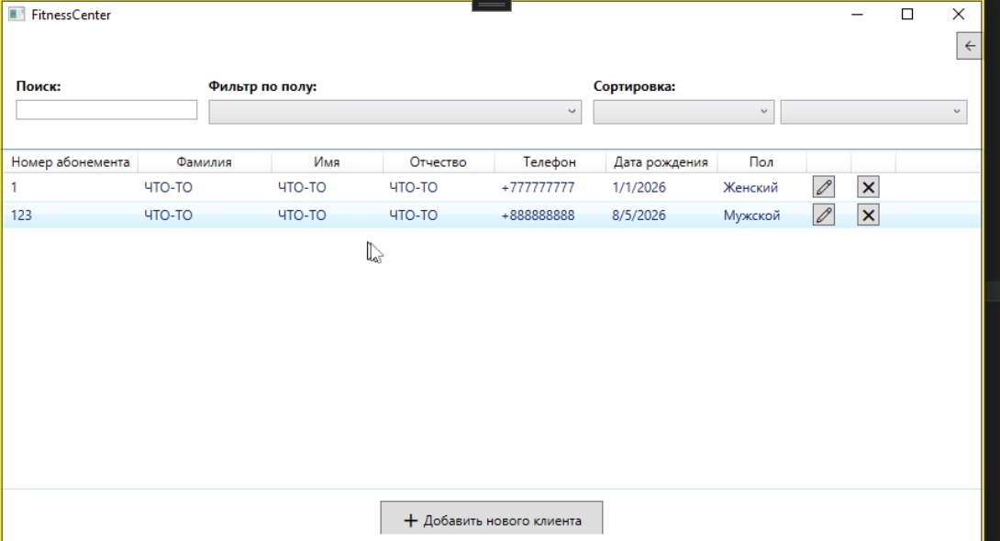 FitnessCenter
Поиск: Фильтр по полу: Сортировка:
Номер абонемента Фамилия Имя Отчество Телефон Дата рождения Пол
1 ЧТО-ТО ЧТО-ТО ЧТО-ТО +777777777 1/1/2026 Женский
123 ЧТО-ТО ЧТО-ТО ЧТО-ТО +888888888 8/5/2026 Мужской
+ Добавить нового клиента